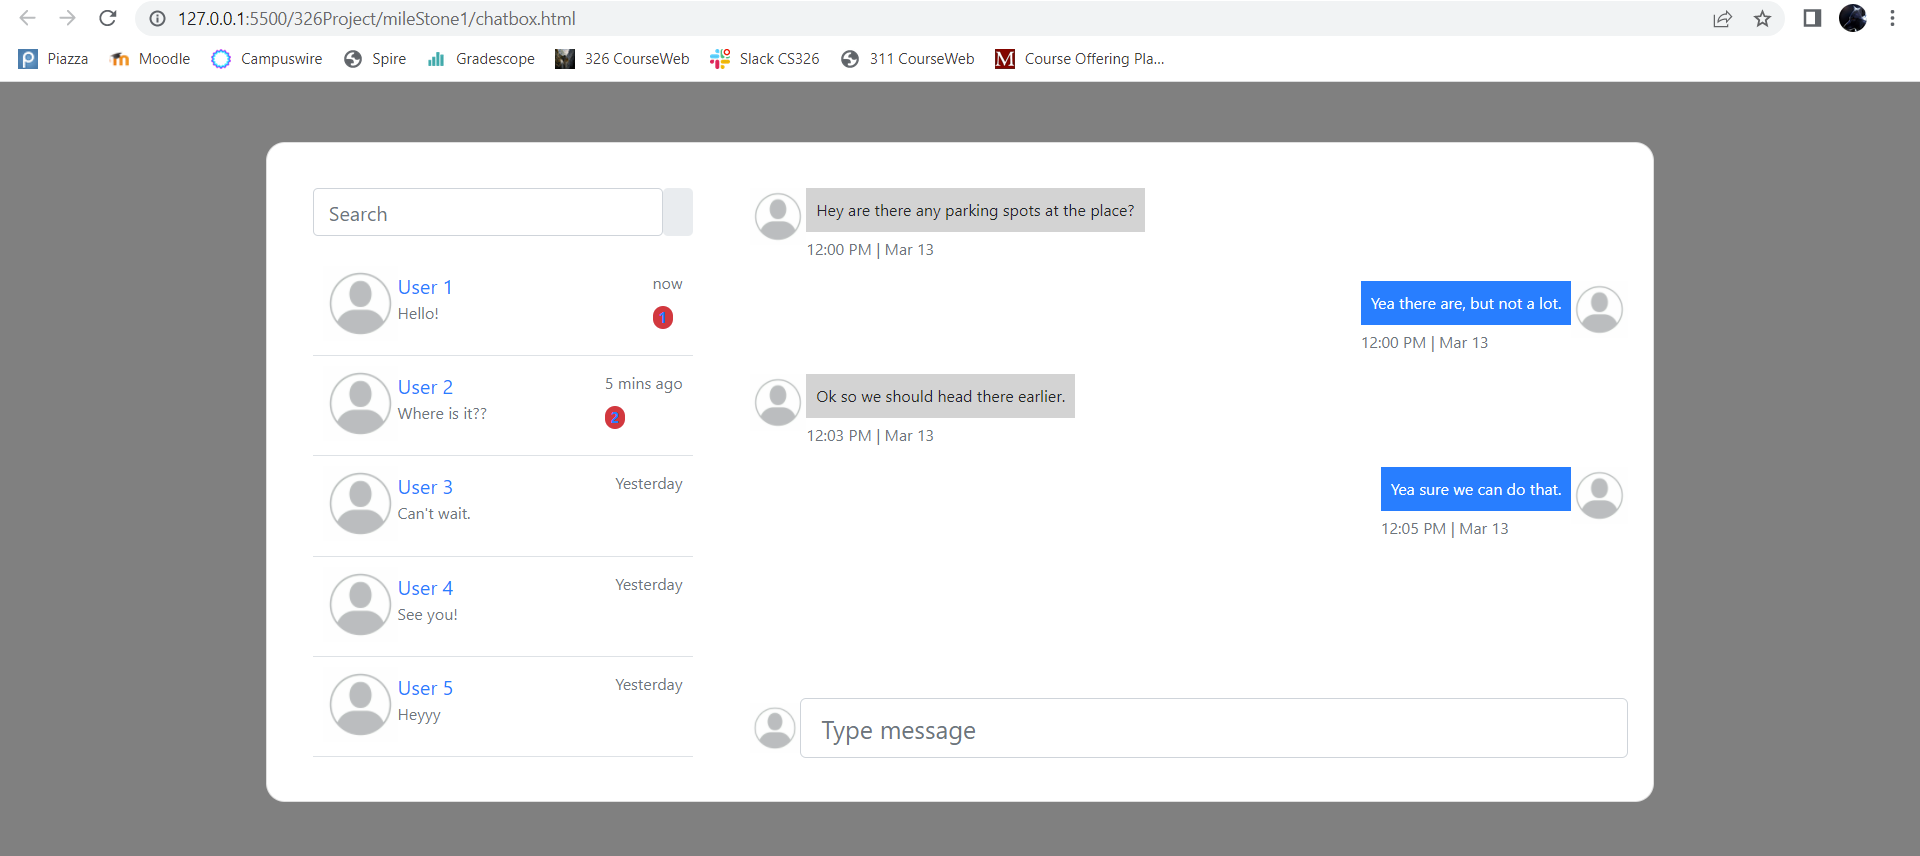 127.0.0.1:5500/326Project/mileStone1/chatbox.html
Piazza Moodle Campuswire Spire Gradescope 326 CourseWeb Slack CS326 311 CourseWeb M Course Offering Pla...
Search
User 1 now
Hello! 1
User 2 5 mins ago
Where is it?? 2
User 3 Yesterday
Can't wait.
User 4 Yesterday
See you!
User 5 Yesterday
Heyyy
Hey are there any parking spots at the place?
12:00 PM | Mar 13
Yea there are, but not a lot.
12:00 PM | Mar 13
Ok so we should head there earlier.
12:03 PM | Mar 13
Yea sure we can do that.
12:05 PM | Mar 13
Type message